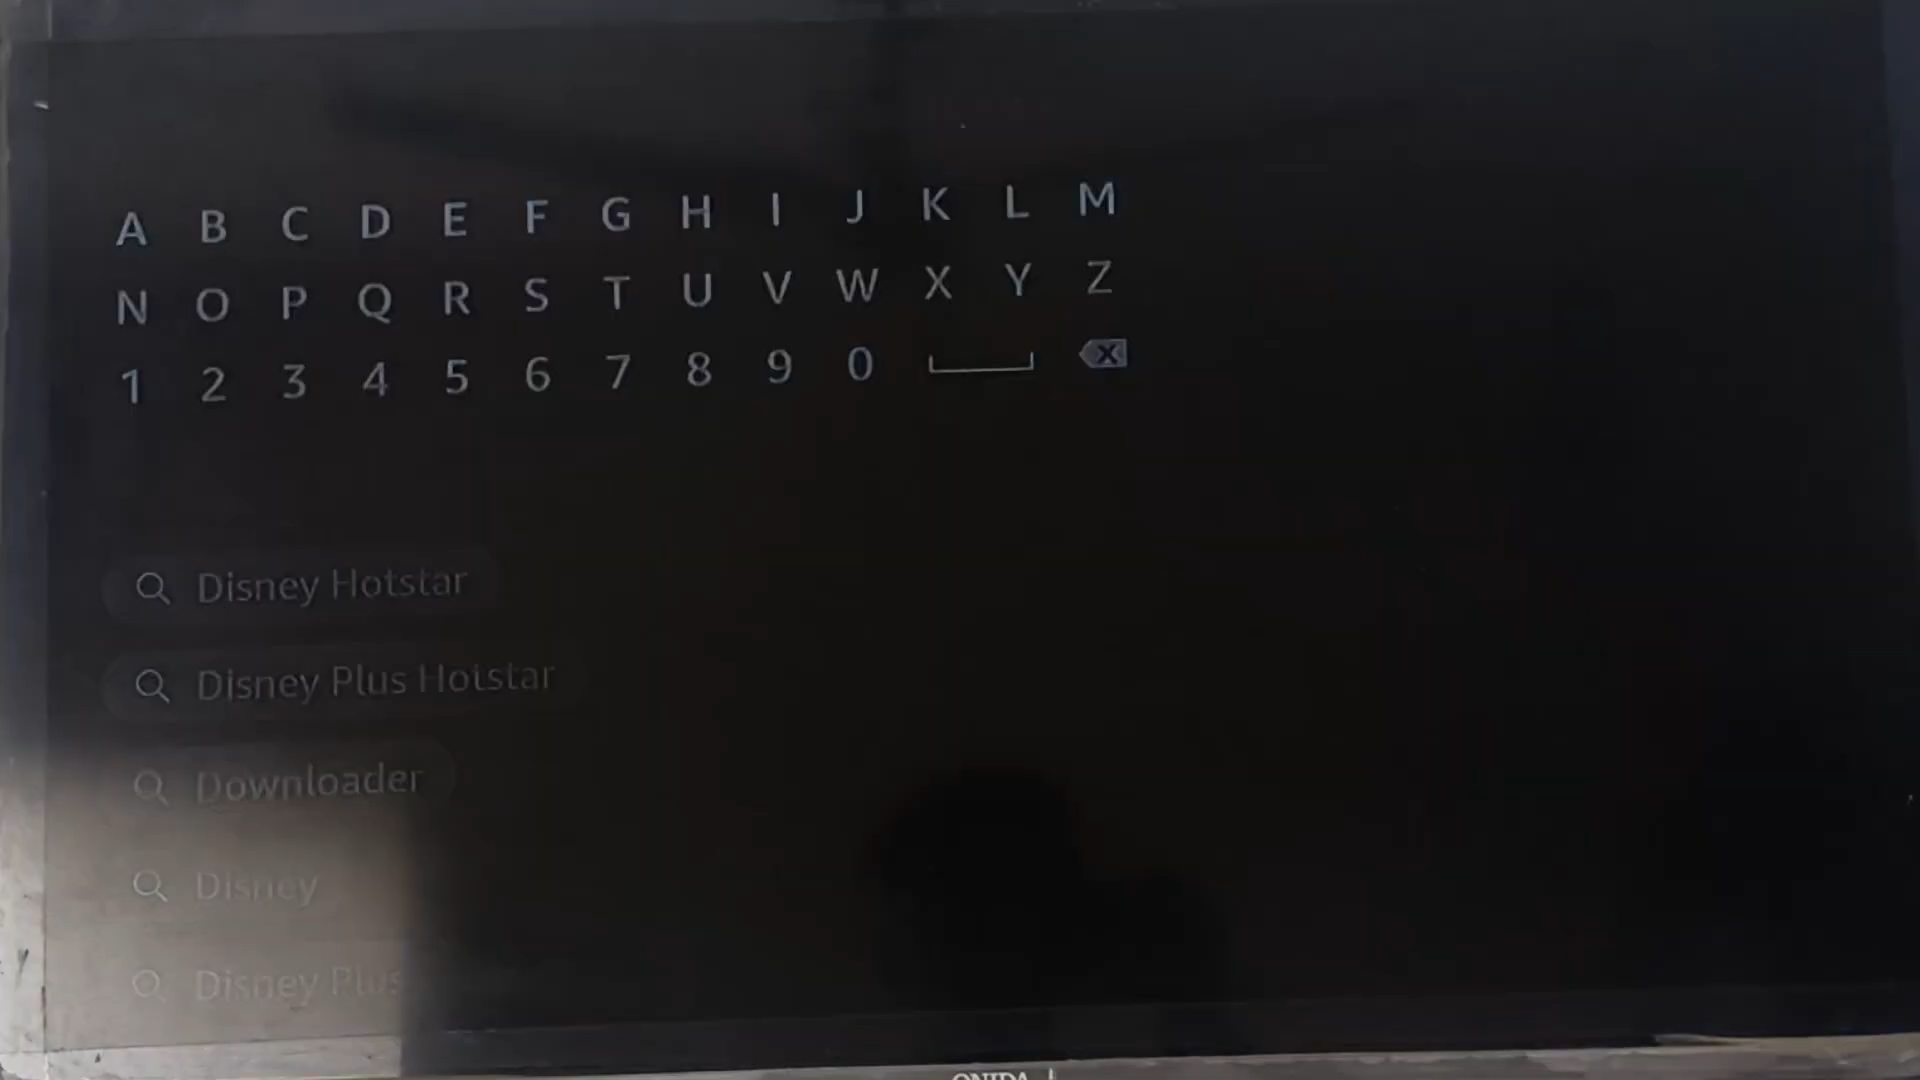 A B C D E F G H I J K L M
N O P Q R S T U V W X Y Z
1 2 3 4 5 6 7 8 9 0
Disney Hotstar
Disney Plus Hotstar
Downloader
Disney
Disney Plus
ONIDA